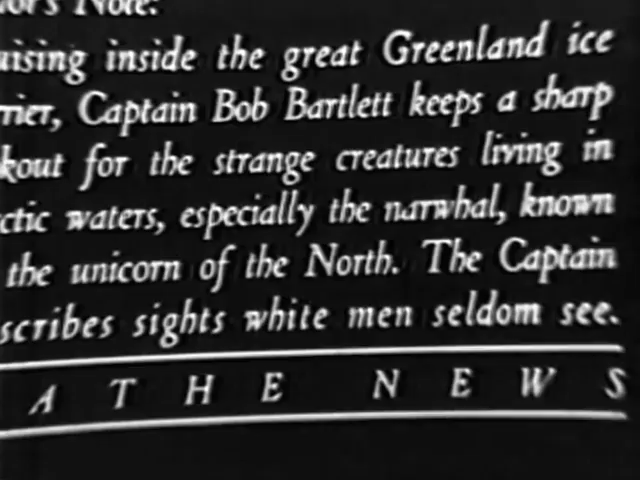 or's Note:
uising inside the great Greenland ice
rier, Captain Bob Bartlett keeps a sharp
kout for the strange creatures living in
ctic waters, especially the narwhal, known
the unicorn of the North. The Captain
scribes sights white men seldom see.
A T H E N E W S